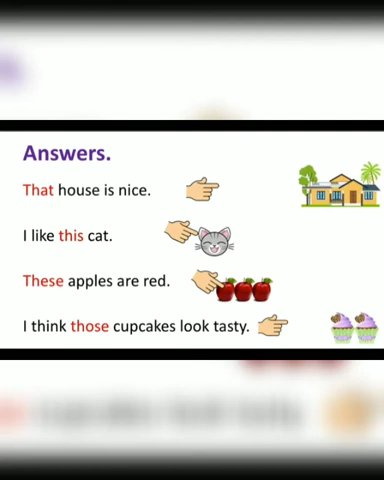 Answers.
That house is nice.
I like this cat.
These apples are red.
I think those cupcakes look tasty.